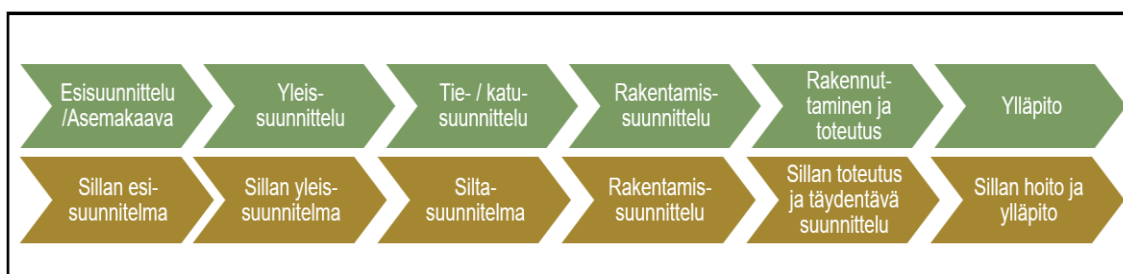 Esisuunnittelu
/Asemakaava
Yleis-
suunnittelu
Tie- / katu-
suunnittelu
Rakentamis-
suunnittelu
Rakennut-
taminen ja
toteutus
Ylläpito
Sillan esi-
suunnitelma
Sillan yleis-
suunnitelma
Silta-
suunnitelma
Rakentamis-
suunnittelu
Sillan toteutus
ja täydentävä
suunnittelu
Sillan hoito ja
ylläpito